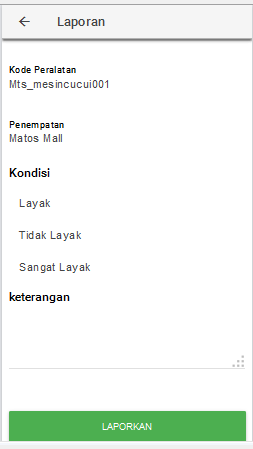 Laporan
Kode Peralatan
Mts_mesincucui001
Penempatan
Matos Mall
Kondisi
Layak
Tidak Layak
Sangat Layak
keterangan
LAPORKAN